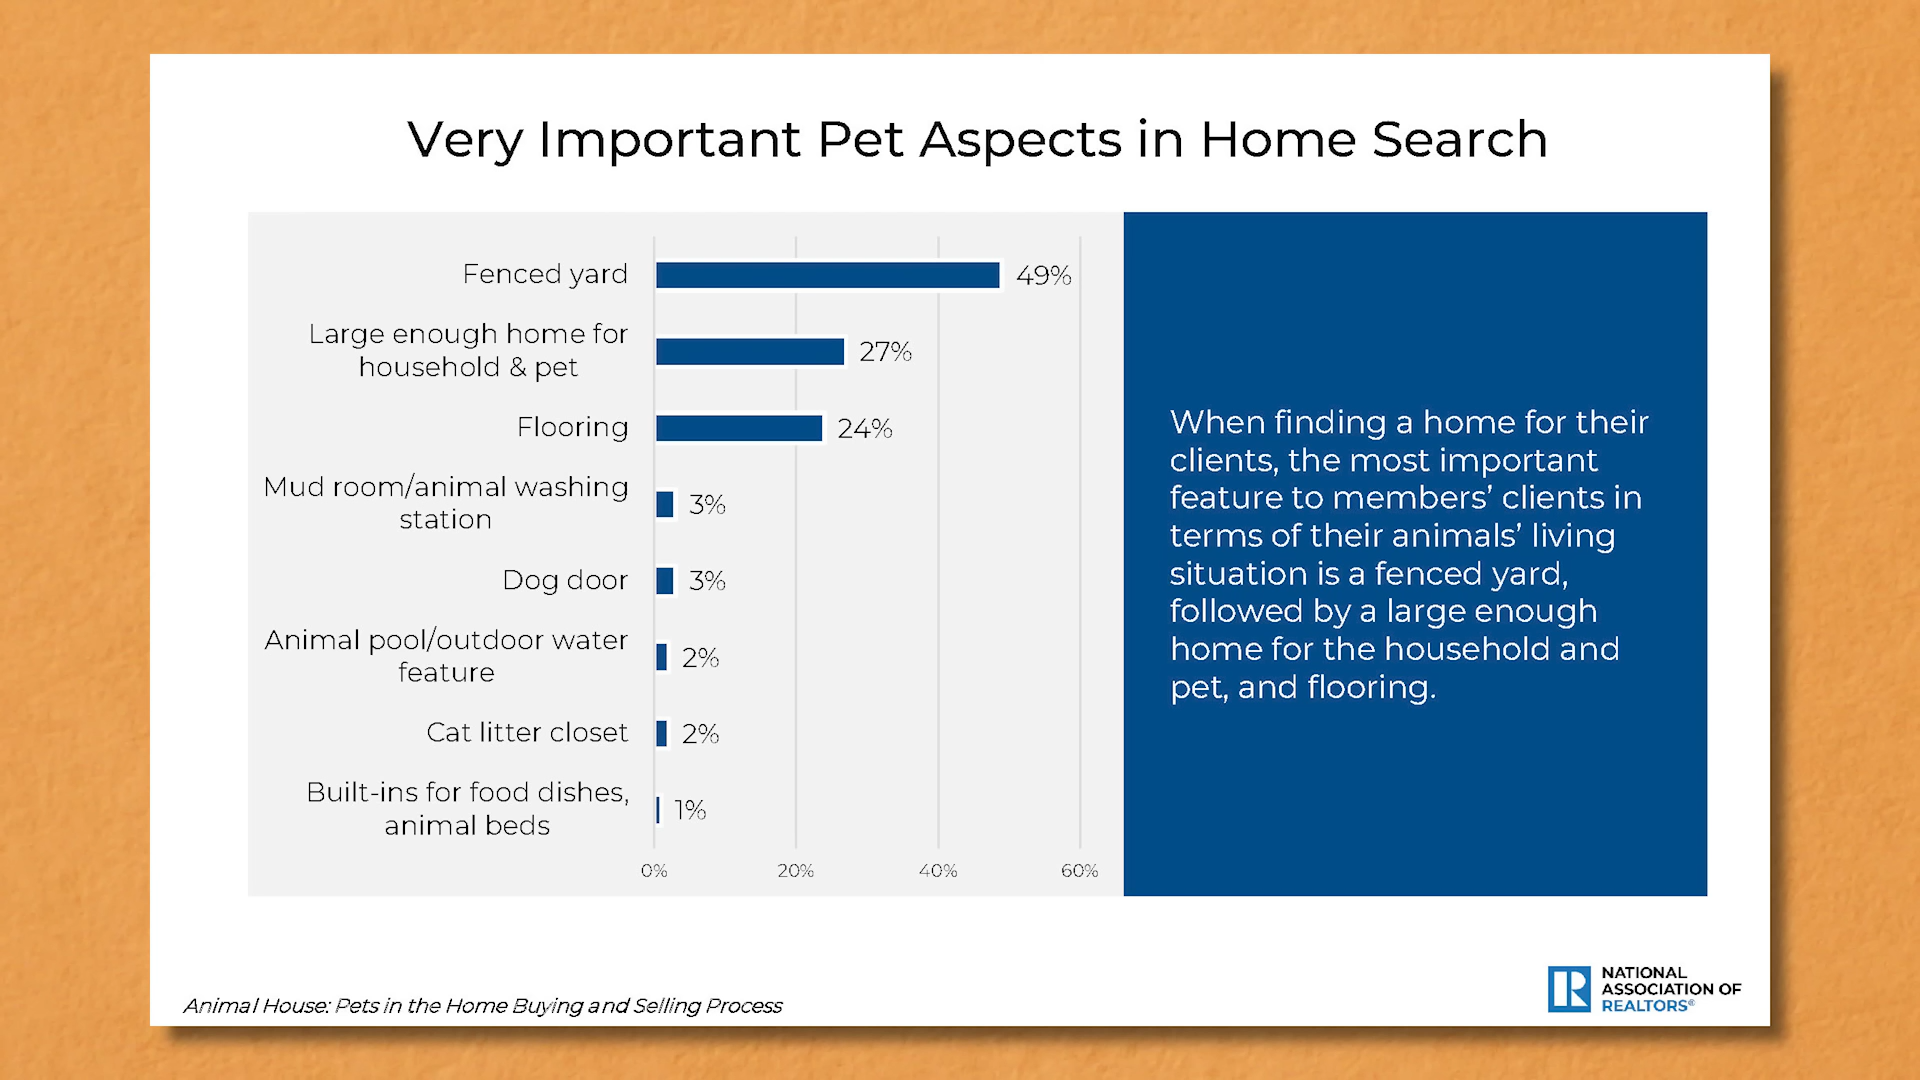 Very Important Pet Aspects in Home Search
Fenced yard
49%
Large enough home for
household & pet
27%
Flooring
24%
Mud room/animal washing
station
3%
Dog door
3%
Animal pool/outdoor water
feature
2%
Cat litter closet
2%
Built-ins for food dishes,
animal beds
1%
0% 20% 40% 60%
When finding a home for their
clients, the most important
feature to members’ clients in
terms of their animals’ living
situation is a fenced yard,
followed by a large enough
home for the household and
pet, and flooring.
Animal House: Pets in the Home Buying and Selling Process
R
NATIONAL
ASSOCIATION OF
REALTORS®